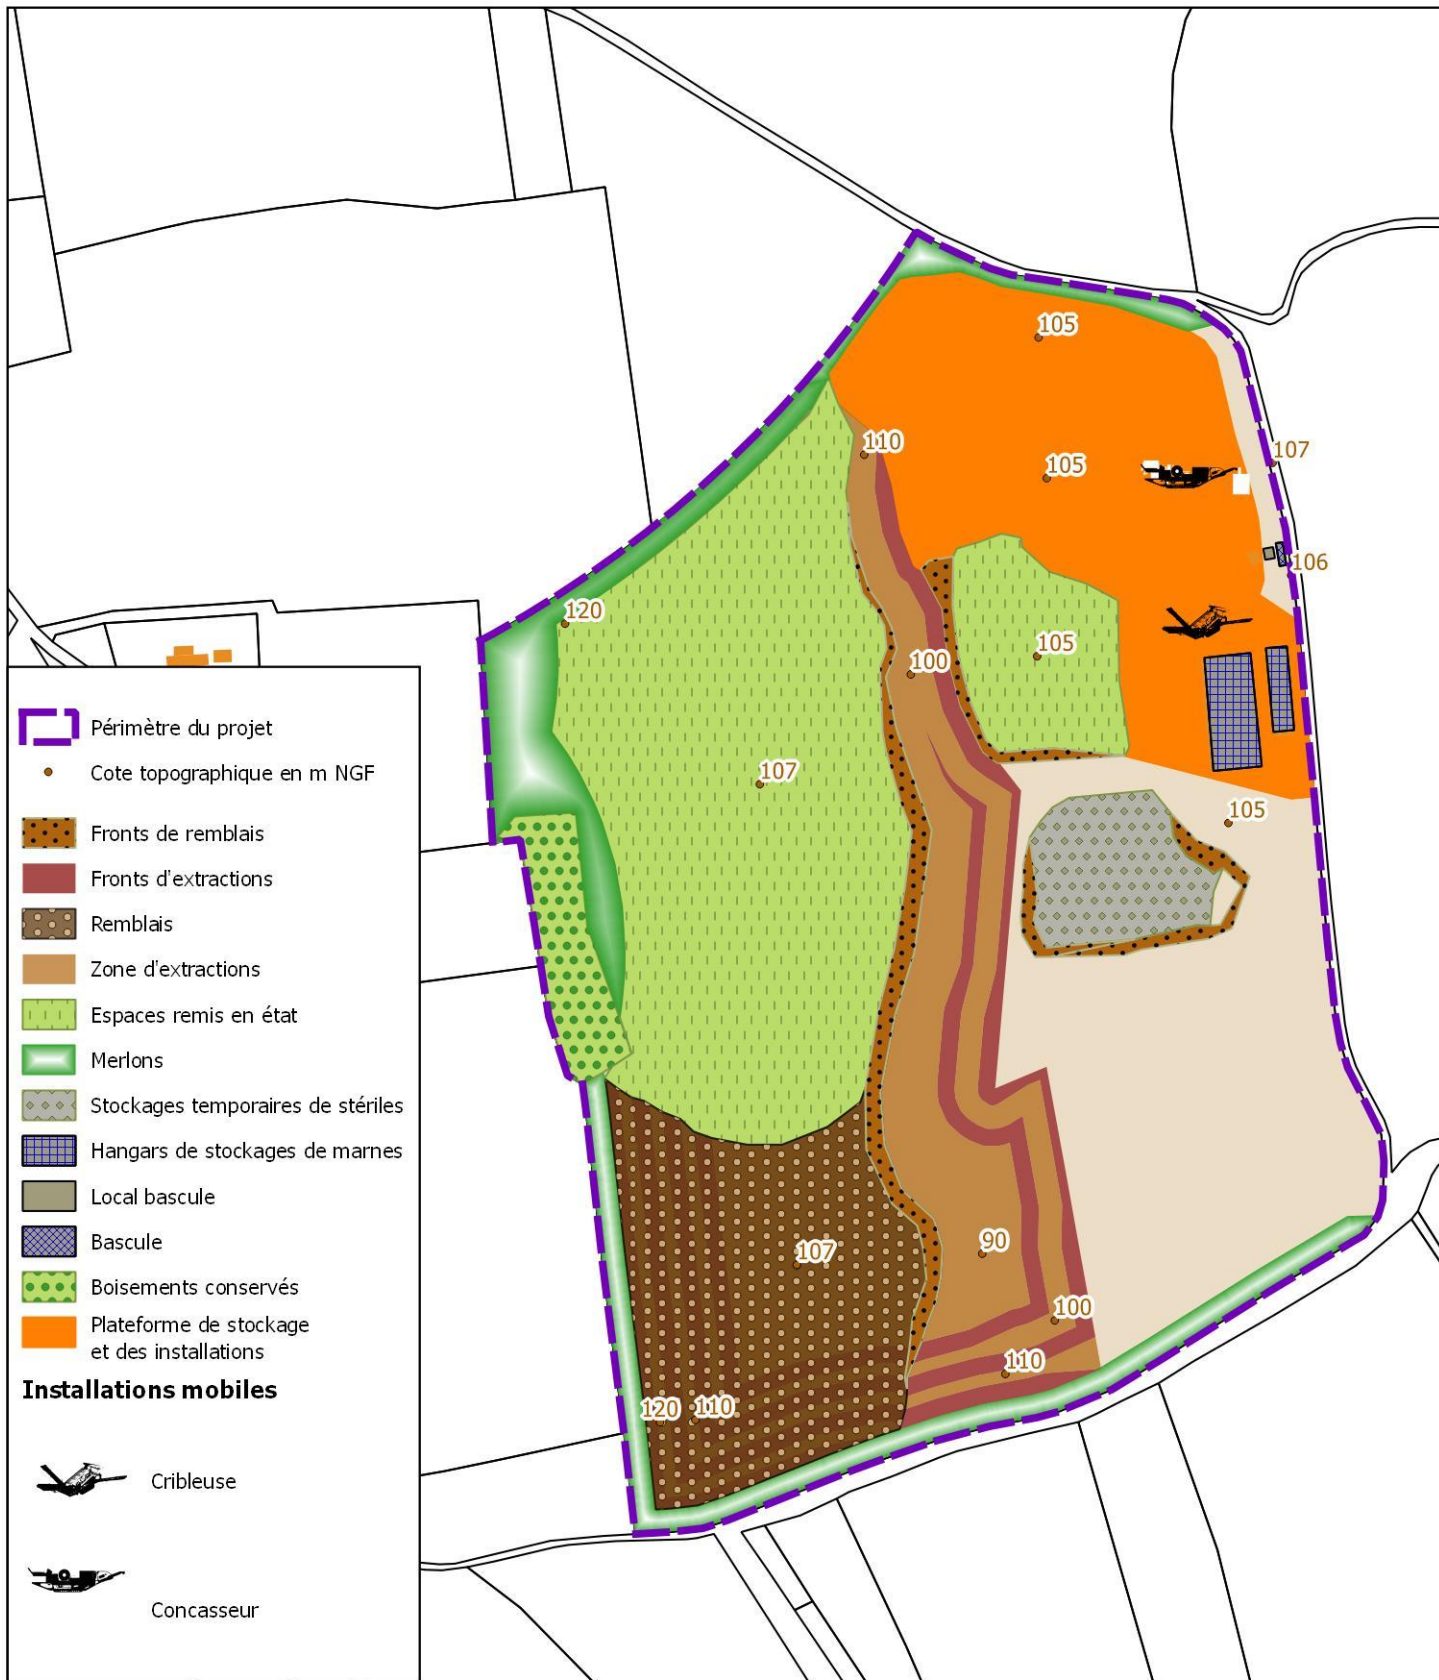 105
110
105
107
106
120
105
100
107
105
107
90
100
110
120
110
Périmètre du projet
Cote topographique en m NGF
Fronts de remblais
Fronts d'extractions
Remblais
Zone d'extractions
Espaces remis en état
Merlons
Stockages temporaires de stériles
Hangars de stockages de marnes
Local bascule
Bascule
Boisements conservés
Plateforme de stockage
et des installations
Installations mobiles
Cribleuse
Concasseur